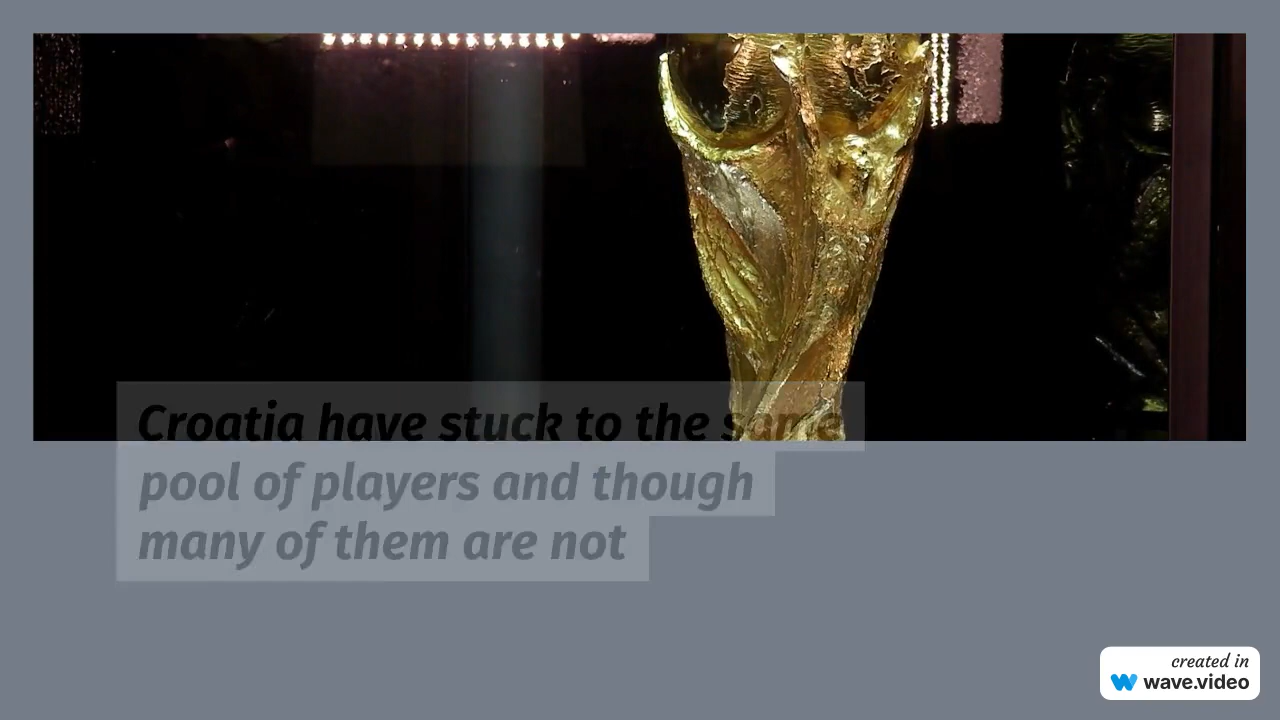 Croatia have stuck to the same
pool of players and though
many of them are not
created in
wave.video